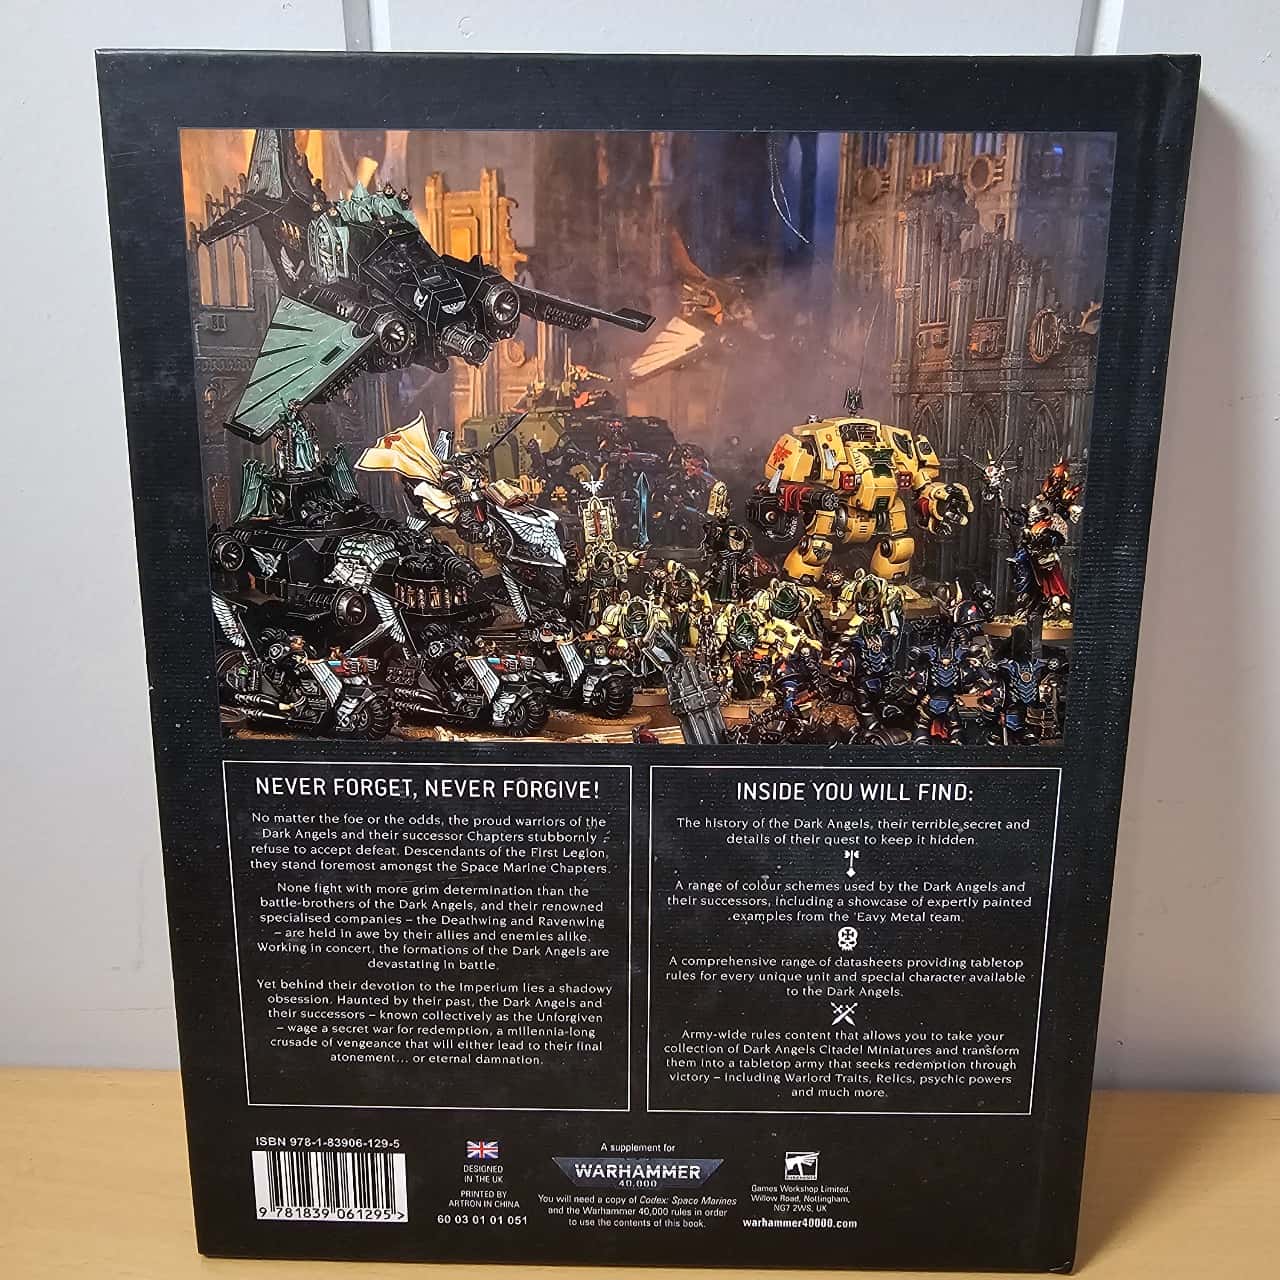 NEVER FORGET, NEVER FORGIVE!
No matter the foe or the odds, the proud warriors of the
Dark Angels and their successor Chapters stubbornly
refuse to accept defeat. Descendants of the First Legion,
they stand foremost amongst the Space Marine Chapters.
None fight with more grim determination than the
battle-brothers of the Dark Angels, and their renowned
specialised companies – the Deathwing and Ravenwing
– are held in awe by their allies and enemies alike.
Working in concert, the formations of the Dark Angels are
devastating in battle.
Yet behind their devotion to the Imperium lies a shadowy
obsession. Haunted by their past, the Dark Angels and
their successors – known collectively as the Unforgiven
– wage a secret war for redemption, a millennia-long
crusade of vengeance that will either lead to their final
atonement... or eternal damnation.
INSIDE YOU WILL FIND:
The history of the Dark Angels, their terrible secret and
details of their quest to keep it hidden.
A range of colour schemes used by the Dark Angels and
their successors, including a showcase of expertly painted
examples from the 'Eavy Metal team.
A comprehensive range of datasheets providing tabletop
rules for every unique unit and special character available
to the Dark Angels.
Army-wide rules content that allows you to take your
collection of Dark Angels Citadel Miniatures and transform
them into a tabletop army that seeks redemption through
victory – including Warlord Traits, Relics, psychic powers
and much more.
ISBN 978-1-83906-129-5
9 781839 061295 >
DESIGNED
IN THE UK
PRINTED BY
ARTRON IN CHINA
60 03 01 01 051
A supplement for
WARHAMMER
40,000
You will need a copy of Codex: Space Marines
and the Warhammer 40,000 rules in order
to use the contents of this book.
Games Workshop Limited,
Willow Road, Nottingham,
NG7 2WS, UK
warhammer40000.com